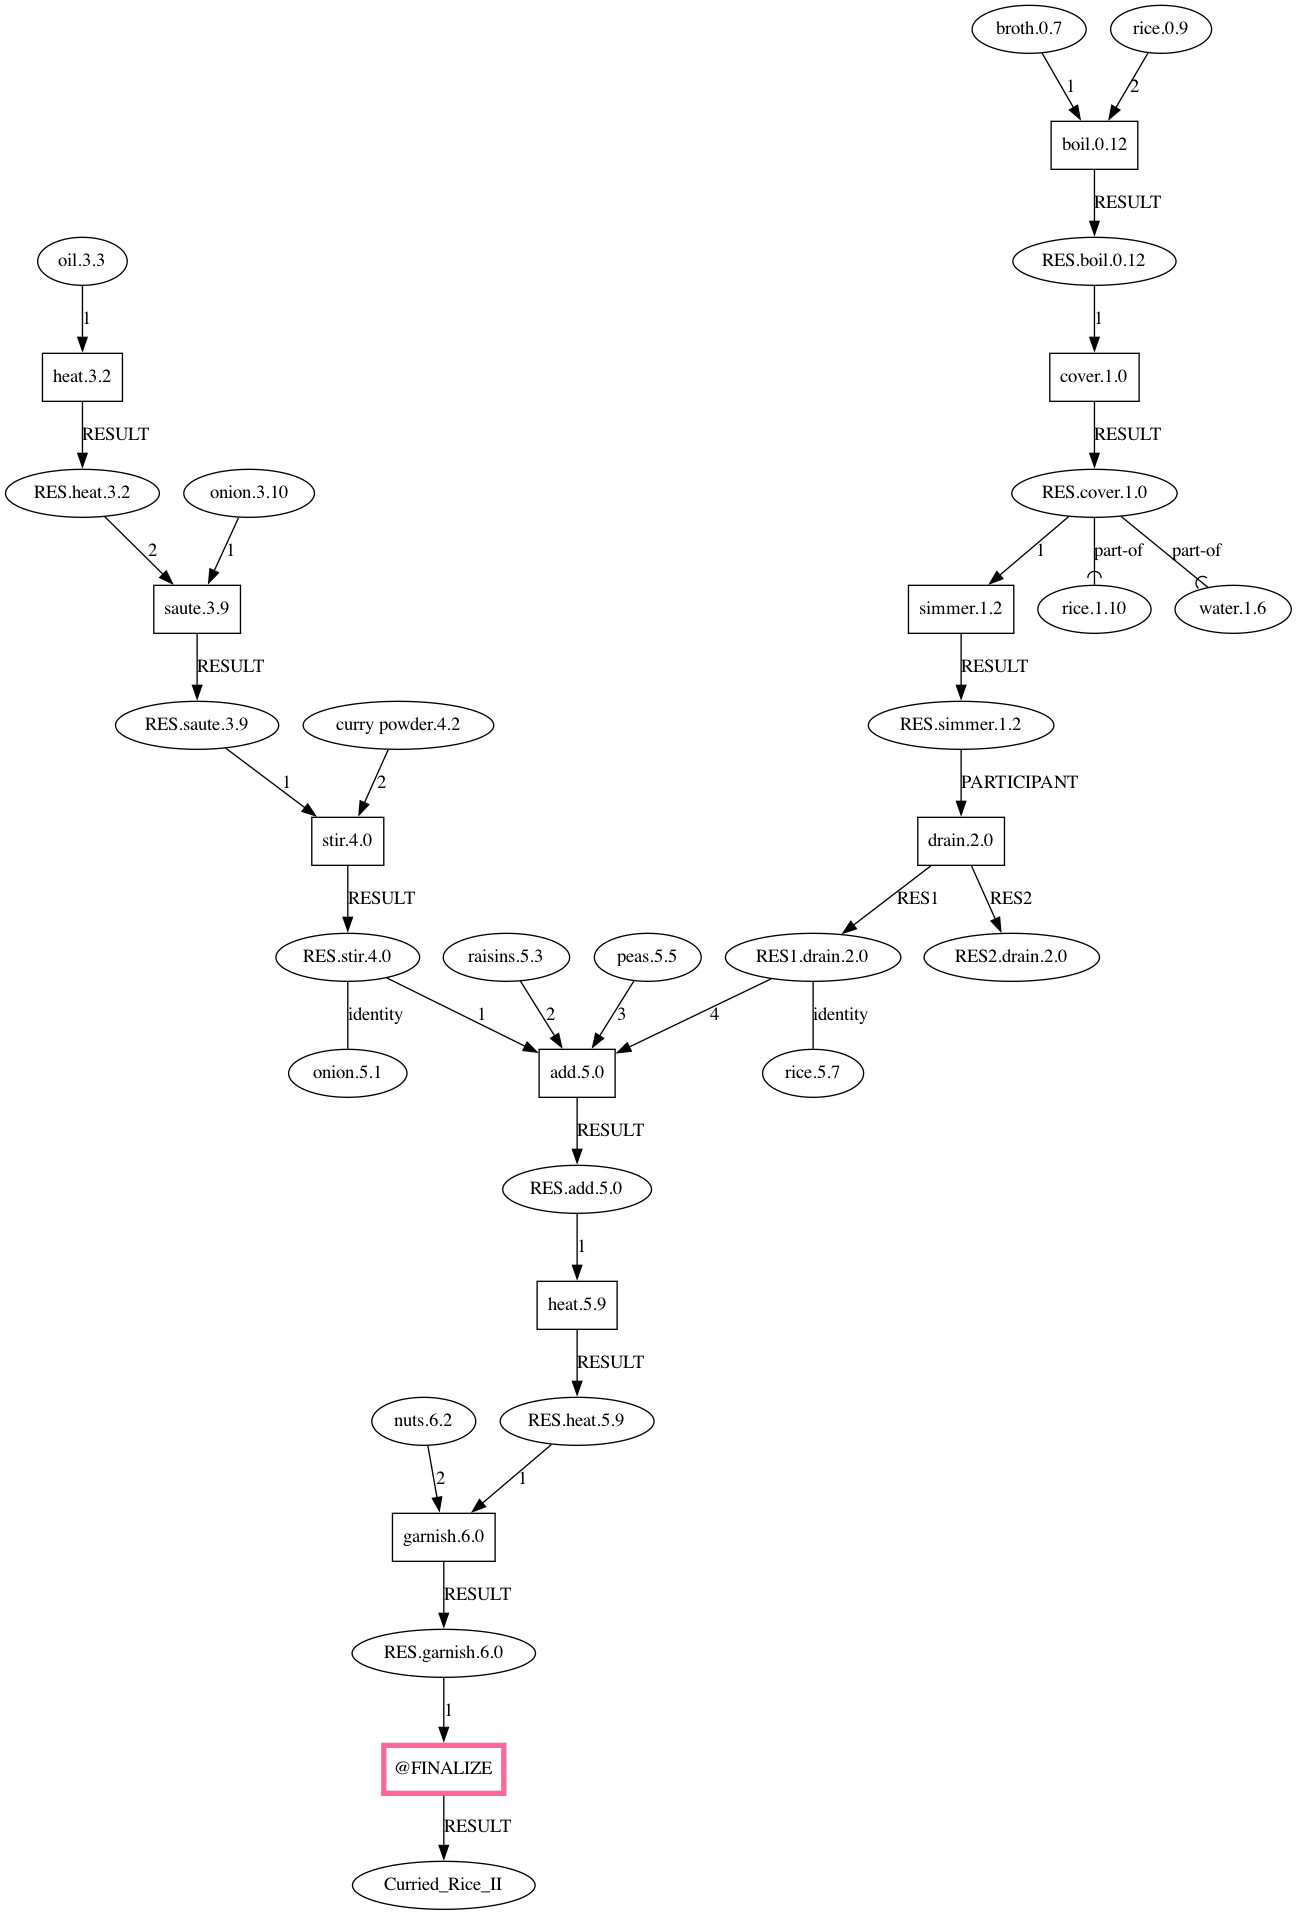 broth.0.7
rice.0.9
1
2
boil.0.12
RESULT
oil.3.3
RES.boil.0.12
1
1
heat.3.2
cover.1.0
RESULT
RESULT
RES.heat.3.2
onion.3.10
RES.cover.1.0
2
1
1
part-of
part-of
saute.3.9
simmer.1.2
rice.1.10
water.1.6
RESULT
RESULT
RES.saute.3.9
curry powder.4.2
RES.simmer.1.2
1
2
PARTICIPANT
stir.4.0
drain.2.0
RESULT
RES1
RES2
RES.stir.4.0
raisins.5.3
peas.5.5
RES1.drain.2.0
RES2.drain.2.0
identity
1
2
3
4
identity
onion.5.1
add.5.0
rice.5.7
RESULT
RES.add.5.0
1
heat.5.9
RESULT
nuts.6.2
RES.heat.5.9
2
1
garnish.6.0
RESULT
RES.garnish.6.0
1
@FINALIZE
RESULT
Curried_Rice_II